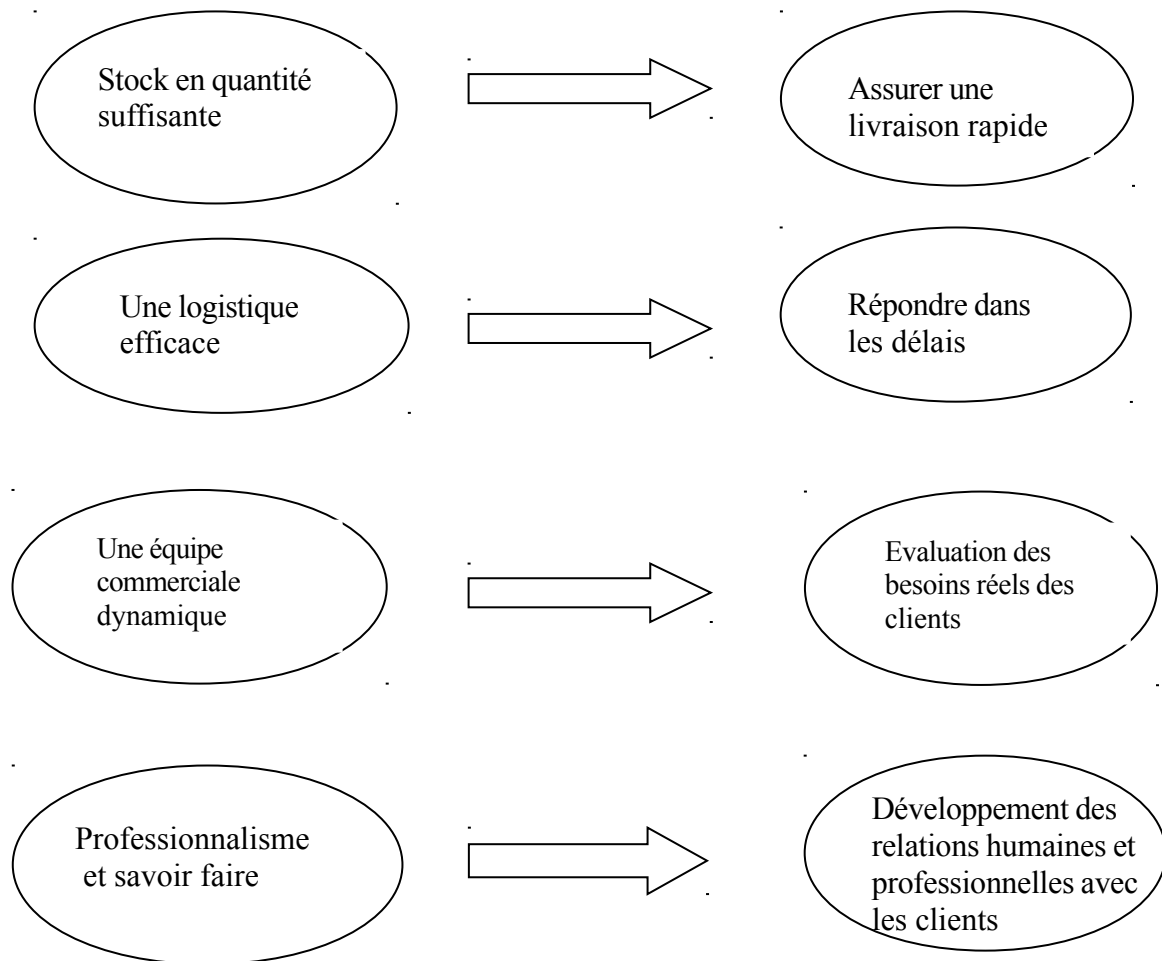 Stock en quantité
suffisante
Assurer une
livraison rapide
Une logistique
efficace
Répondre dans
les délais
Une équipe
commerciale
dynamique
Evaluation des
besoins réels des
clients
Professionnalisme
et savoir faire
Développement des
relations humaines et
professionnelles avec
les clients